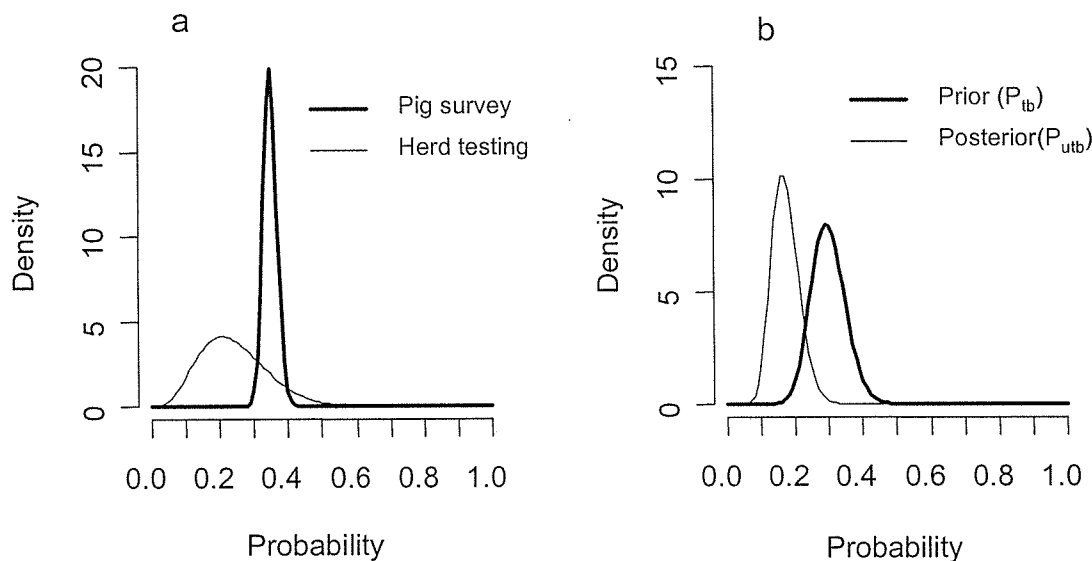 a
20
15
10
5
0
Density
Pig survey
Herd testing
0.0 0.2 0.4 0.6 0.8 1.0
Probability
b
15
10
5
0
Density
Prior (Ptb)
Posterior(Putb)
0.0 0.2 0.4 0.6 0.8 1.0
Probability